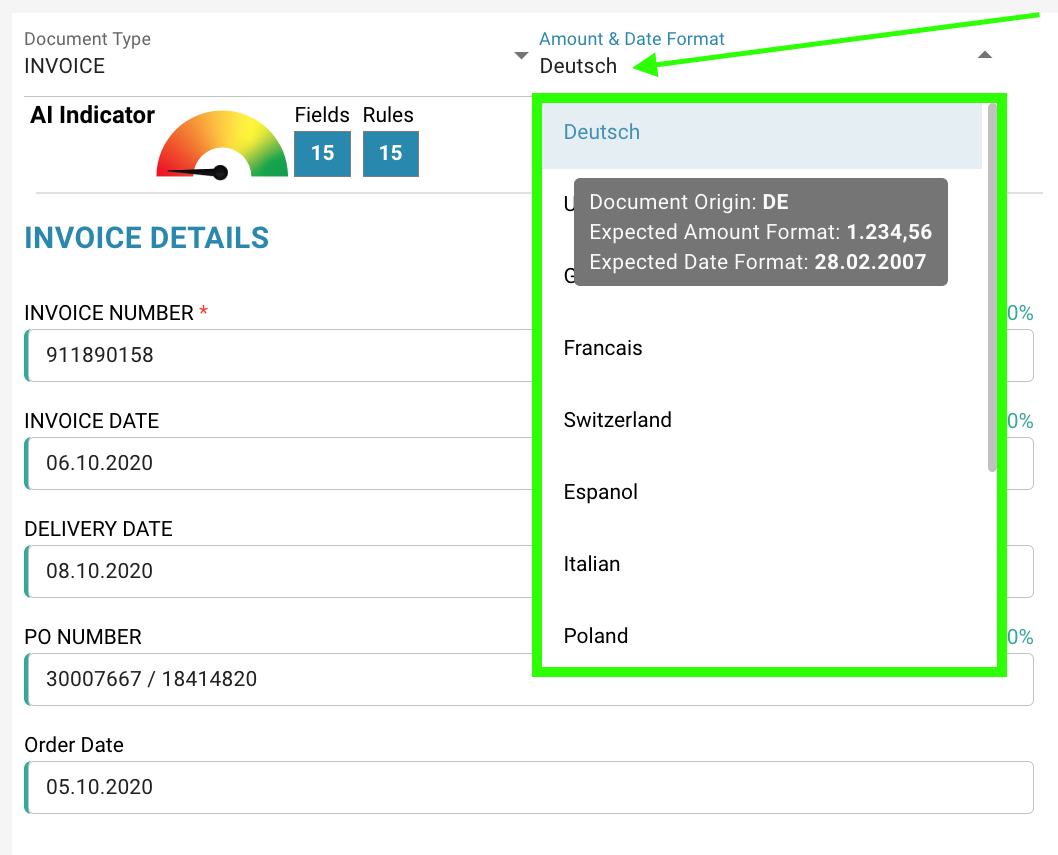 Document Type
INVOICE
Amount & Date Format
Deutsch
AI Indicator
Fields
15
Rules
15
Deutsch
Document Origin: DE
Expected Amount Format: 1.234,56
Expected Date Format: 28.02.2007
Francais
Switzerland
Espanol
Italian
Poland
INVOICE DETAILS
INVOICE NUMBER *
0%
911890158
INVOICE DATE
0%
06.10.2020
DELIVERY DATE
08.10.2020
PO NUMBER
0%
30007667 / 18414820
Order Date
05.10.2020